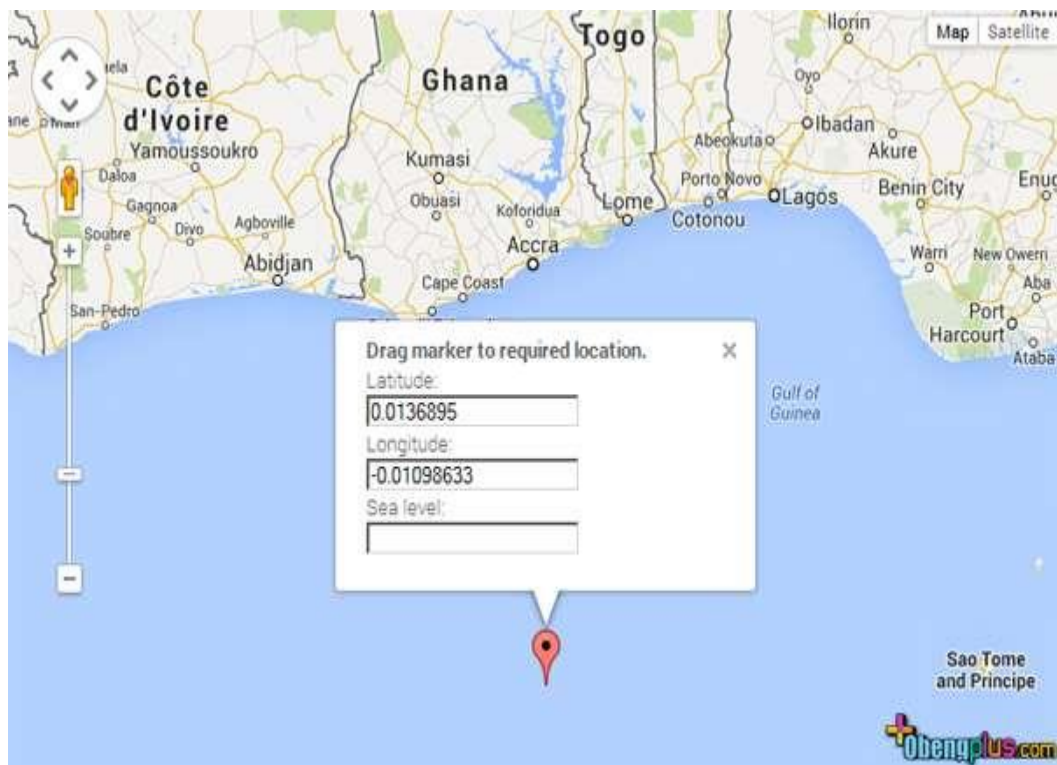 Togo
Ilorin
Map Satellite
Ghana
Côte
d'Ivoire
Oyo
Ibadan
Abeokuta
Akure
Yamoussoukro
Kumasi
Daloa
Porto Novo
Benin City
Obuasi
Lome
Lagos
Gagnoa
Koforidua
Cotonou
Agboville
Soubre
Divo
Accra
Warri
New Owerri
Abidjan
Cape Coast
Aba
San-Pedro
Port
Harcourt
Drag marker to required location. ×
Latitude:
0.0136895
Gulf of
Guinea
Longitude:
-0.01098633
Sea level:
Sao Tome
and Principe
Obengplus.com